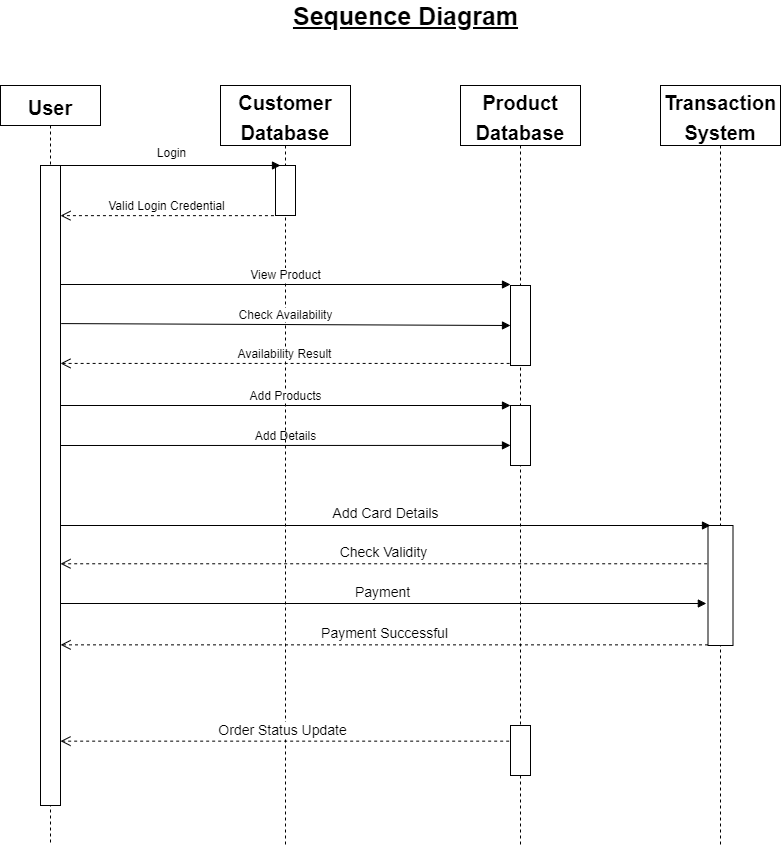 Sequence Diagram
User
Customer
Database
Product
Database
Transaction
System
Login
Valid Login Credential
View Product
Check Availability
Availability Result
Add Products
Add Details
Add Card Details
Check Validity
Payment
Payment Successful
Order Status Update